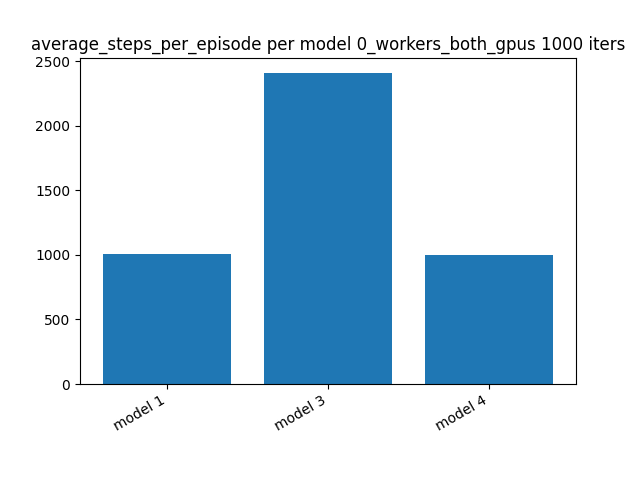 average_steps_per_episode per model 0_workers_both_gpus 1000 iters
2500
2000
1500
1000
500
0
model 1
model 3
model 4